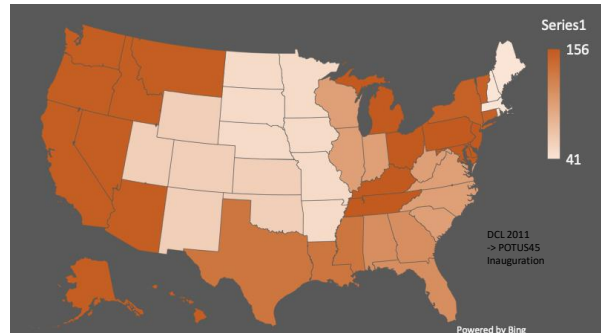 Series1
156
41
DCL 2011
-> POTUS45
Inauguration
Powered by Bing